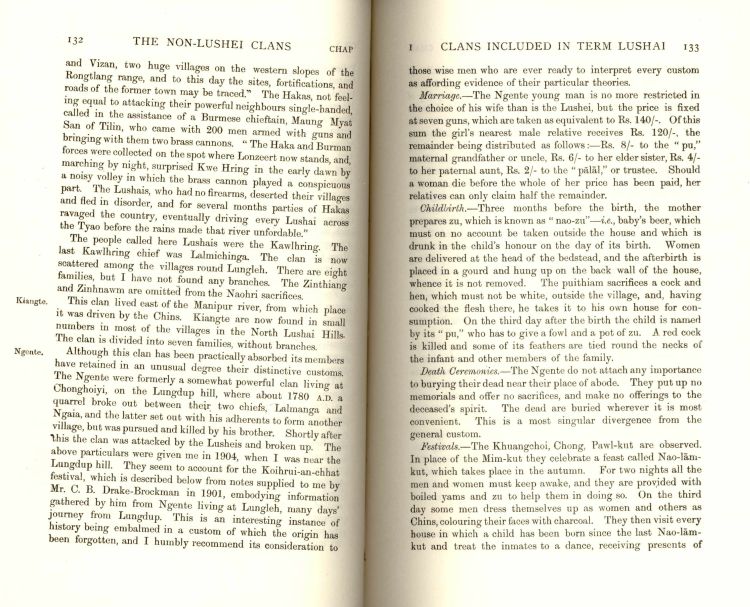 132 THE NON-LUSHEI CLANS CHAP
and Vizan, two huge villages on the western slopes of the
Rongtlang range, and to this day the sites, fortifications, and
roads of the former town may be traced." The Hakas, not feel-
ing equal to attacking their powerful neighbours single-handed,
called in the assistance of a Burmese chieftain, Maung Myat
San of Tilin, who came with 200 men armed with guns and
bringing with them two brass cannons. "The Haka and Burman
forces were collected on the spot where Lonzeert now stands, and,
marching by night, surprised Kwe Hring in the early dawn by
a noisy volley in which the brass cannon played a conspicuous
part. The Lushais, who had no firearms, deserted their villages
and fled in disorder, and for several months parties of Hakas
ravaged the country, eventually driving every Lushai across
the Tyao before the rains made that river unfordable."
The people called here Lushais were the Kawlhring. The
last Kawlhring chief was Lalmichinga. The clan is now
scattered among the villages round Lungleh. There are eight
families, but I have not found any branches. The Zinthiang
and Zinhnawm are omitted from the Naohri sacrifices.
Kiangte. This clan lived east of the Manipur river, from which place
it was driven by the Chins. Kiangte are now found in small
numbers in most of the villages in the North Lushai Hills.
The clan is divided into seven families, without branches.
Ngente. Although this clan has been practically absorbed its members
have retained in an unusual degree their distinctive customs.
The Ngente were formerly a somewhat powerful clan living at
Chonghoiyi, on the Lungdup hill, where about 1780 A.D. a
quarrel broke out between their two chiefs, Lalmanga and
Ngaia, and the latter set out with his adherents to form another
village, but was pursued and killed by his brother. Shortly after
this the clan was attacked by the Lusheis and broken up. The
above particulars were given me in 1904, when I was near the
Lungdup hill. They seem to account for the Koihrui-an-chhat
festival, which is described below from notes supplied to me by
Mr. C. B. Drake-Brockman in 1901, embodying information
gathered by him from Ngente living at Lungleh, many days'
journey from Lungdup. This is an interesting instance of
history being embalmed in a custom of which the origin has
been forgotten, and I humbly recommend its consideration to
I CLANS INCLUDED IN TERM LUSHAI 133
those wise men who are ever ready to interpret every custom
as affording evidence of their particular theories.
Marriage.—The Ngente young man is no more restricted in
the choice of his wife than is the Lushei, but the price is fixed
at seven guns, which are taken as equivalent to Rs. 140/-. Of this
sum the girl's nearest male relative receives Rs. 120/-, the
remainder being distributed as follows:—Rs. 8/- to the "pu,"
maternal grandfather or uncle, Rs. 6/- to her elder sister, Rs. 4/-
to her paternal aunt, Rs. 2/- to the "pālāl," or trustee. Should
a woman die before the whole of her price has been paid, her
relatives can only claim half the remainder.
Childbirth.—Three months before the birth, the mother
prepares zu, which is known as "nao-zu"—i.e., baby's beer, which
must on no account be taken outside the house and which is
drunk in the child's honour on the day of its birth. Women
are delivered at the head of the bedstead, and the afterbirth is
placed in a gourd and hung up on the back wall of the house,
whence it is not removed. The puithiam sacrifices a cock and
hen, which must not be white, outside the village, and, having
cooked the flesh there, he takes it to his own house for con-
sumption. On the third day after the birth the child is named
by its "pu," who has to give a fowl and a pot of zu. A red cock
is killed and some of its feathers are tied round the necks of
the infant and other members of the family.
Death Ceremonies.—The Ngente do not attach any importance
to burying their dead near their place of abode. They put up no
memorials and offer no sacrifices, and make no offerings to the
deceased's spirit. The dead are buried wherever it is most
convenient. This is a most singular divergence from the
general custom.
Festivals.—The Khuangchoi, Chong, Pawl-kut are observed.
In place of the Mim-kut they celebrate a feast called Nao-lām-
kut, which takes place in the autumn. For two nights all the
men and women must keep awake, and they are provided with
boiled yams and zu to help them in doing so. On the third
day some men dress themselves up as women and others as
Chins, colouring their faces with charcoal. They then visit every
house in which a child has been born since the last Nao-lām-
kut and treat the inmates to a dance, receiving presents of